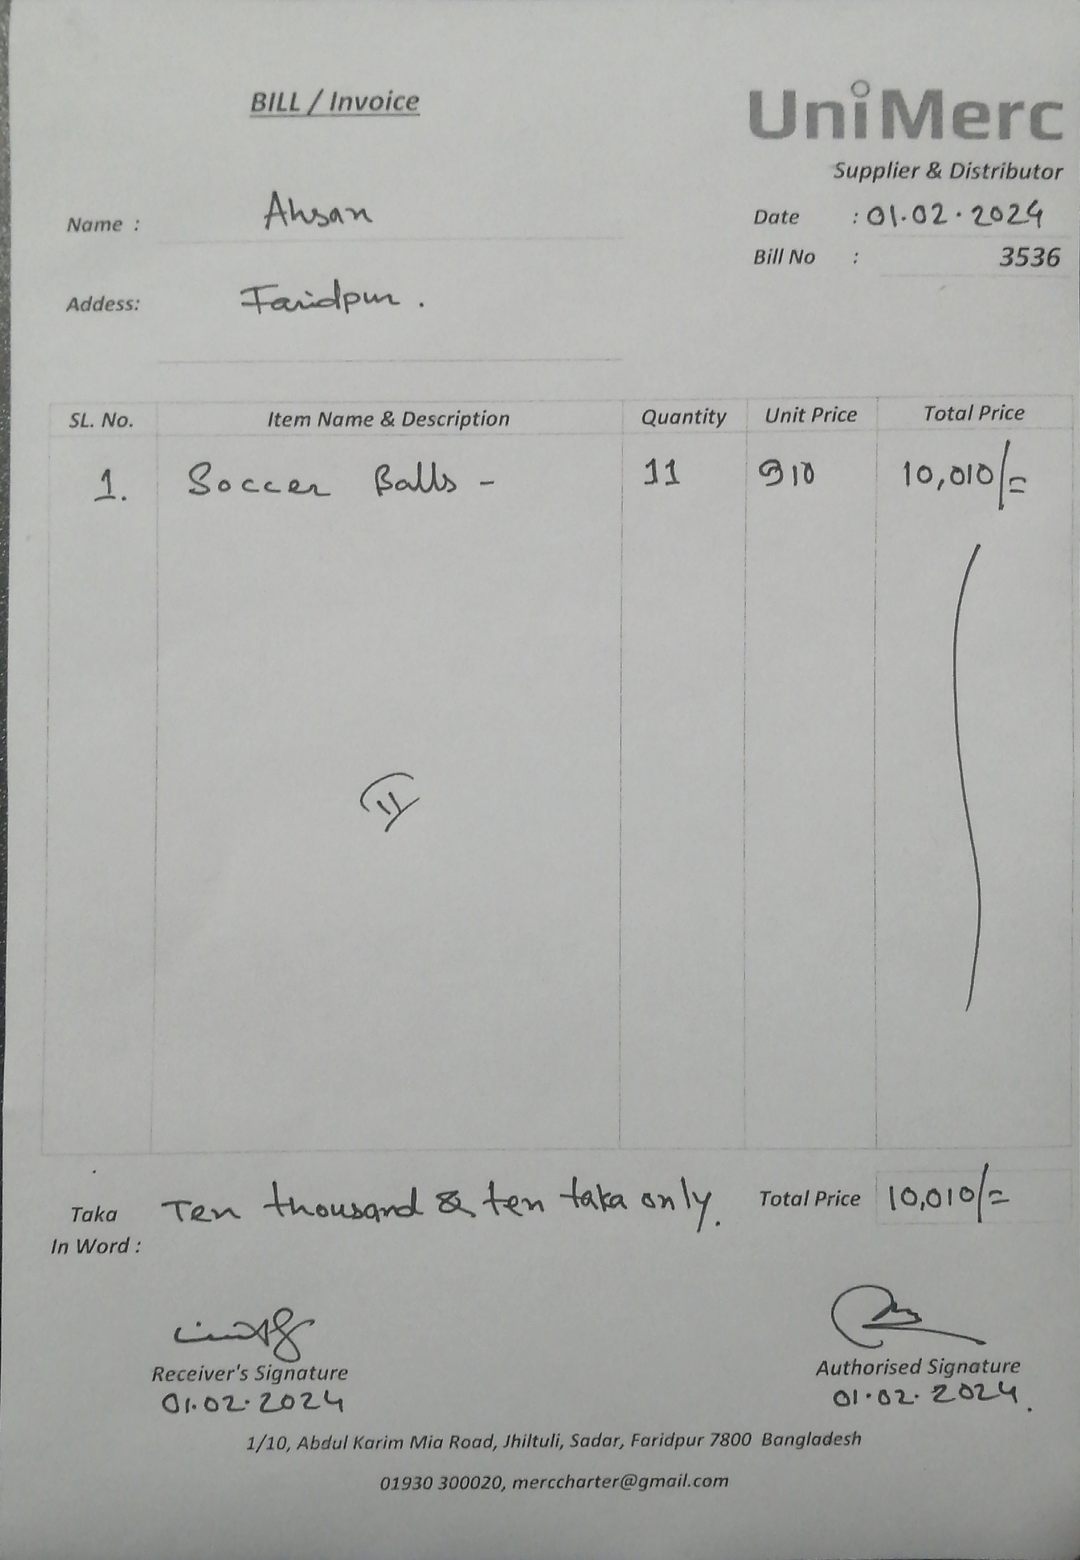 BILL / Invoice
UniMerc
Supplier & Distributor
Name : Ahsan
Date : 01.02.2024
Bill No : 3536
Addess: Faridpur.
SL. No. Item Name & Description Quantity Unit Price Total Price
1. Soccer Balls - 11 910 10,010/=
Taka In Word : Ten thousand & ten taka only.
Total Price 10,010/=
Receiver's Signature
01.02.2024
Authorised Signature
01.02.2024.
1/10, Abdul Karim Mia Road, Jhiltuli, Sadar, Faridpur 7800 Bangladesh
01930 300020, merccharter@gmail.com